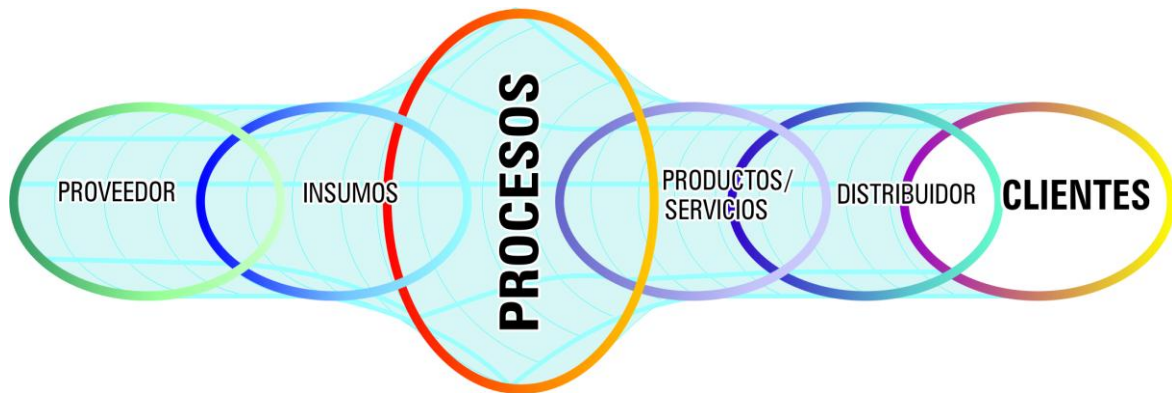 PROVEEDOR
INSUMOS
PROCESOS
PRODUCTOS/
SERVICIOS
DISTRIBUIDOR
CLIENTES